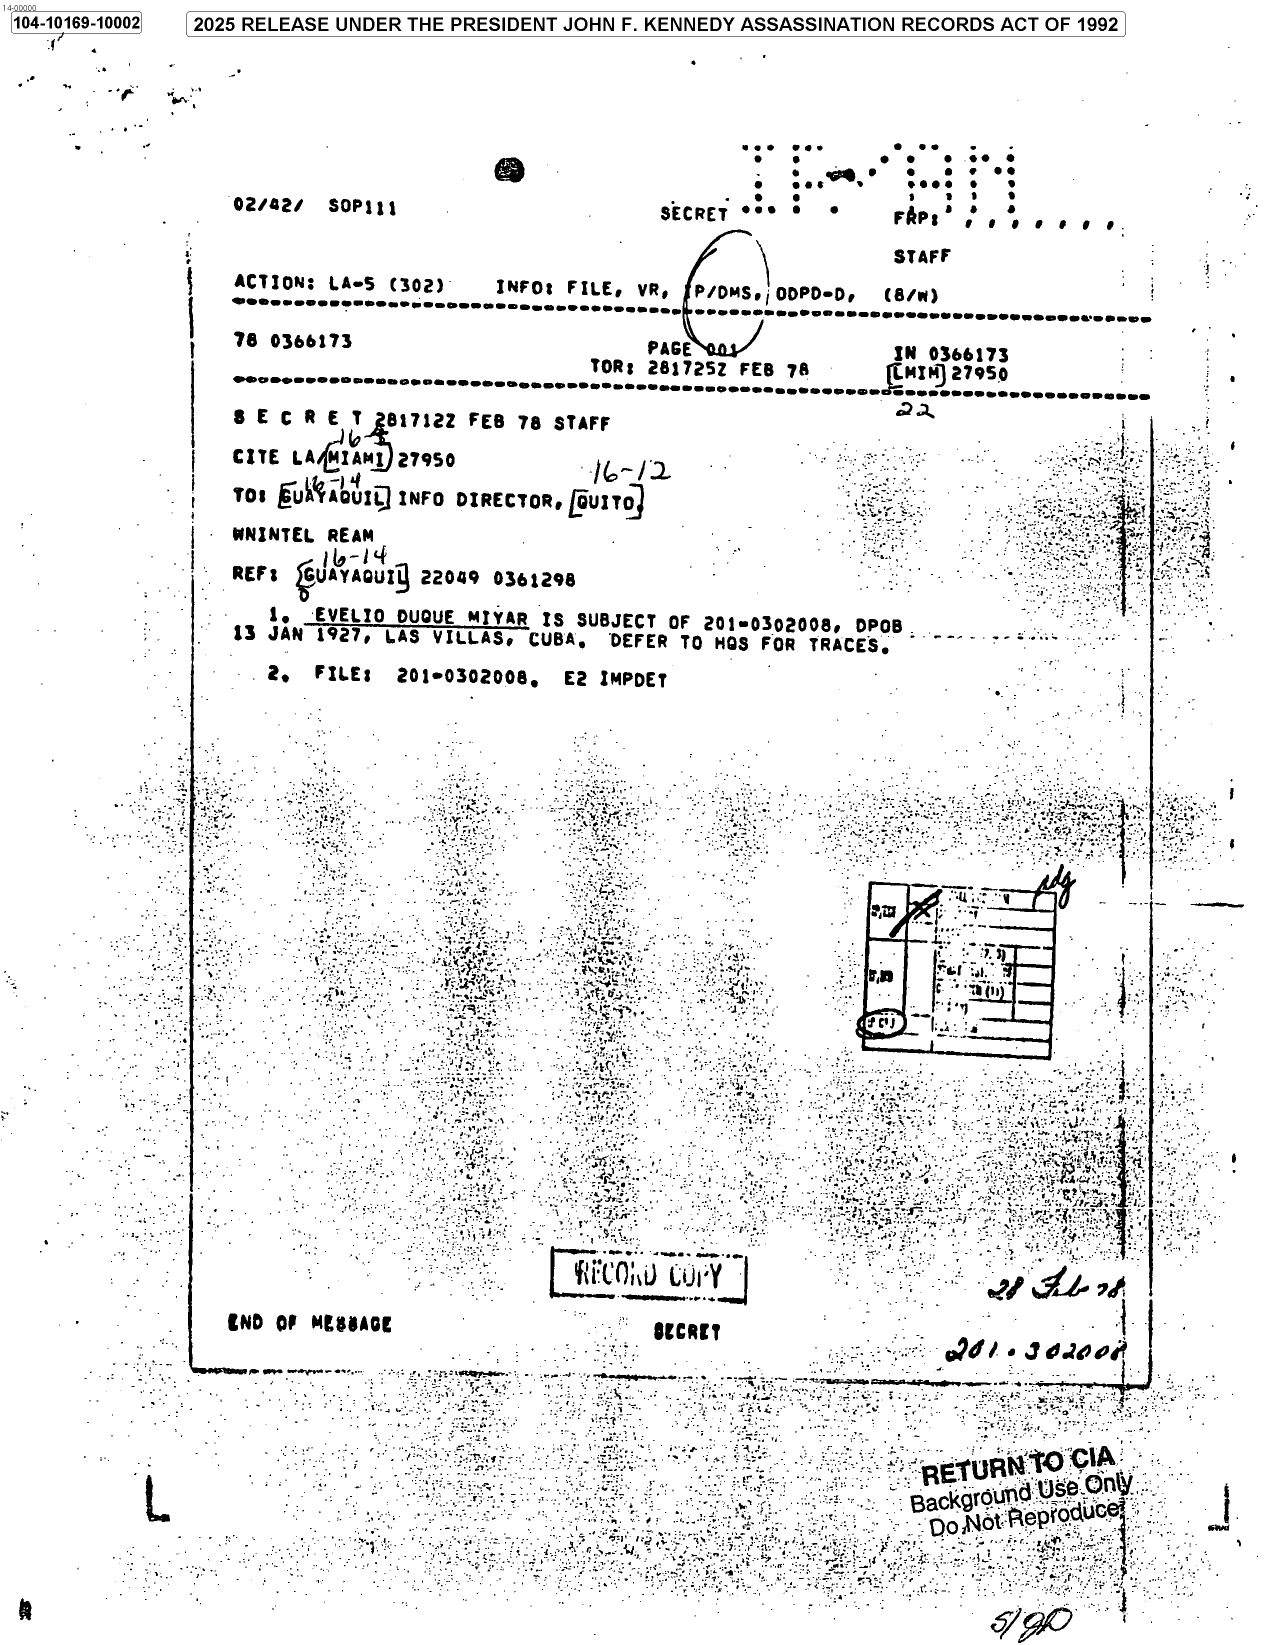 14-00000
104-10169-10002
2025 RELEASE UNDER THE PRESIDENT JOHN F. KENNEDY ASSASSINATION RECORDS ACT OF 1992
02/42/ SOP111 SECRET FRP: , , , , , , ,
STAFF
ACTION: LA-5 (302) INFO: FILE, VR, P/DMS, ODPD-D, (8/W)
78 0366173 PAGE 001 IN 0366173
TOR: 281725Z FEB 78 [LMIM] 27950
22
S E C R E T 281712Z FEB 78 STAFF
CITE LA/[MIAMI] 27950
16-12
16-14
TO: [GUAYAQUIL] INFO DIRECTOR, [QUITO]
WNINTEL REAM
16-14
REF: [GUAYAQUIL] 22049 0361298
1. EVELIO DUQUE MIYAR IS SUBJECT OF 201-0302008, DPOB
13 JAN 1927, LAS VILLAS, CUBA. DEFER TO HQS FOR TRACES.
2. FILE: 201-0302008. E2 IMPDET
RECORD COPY
28 Feb 78
END OF MESSAGE SECRET
201-302008
RETURN TO CIA
Background Use Only
Do Not Reproduce